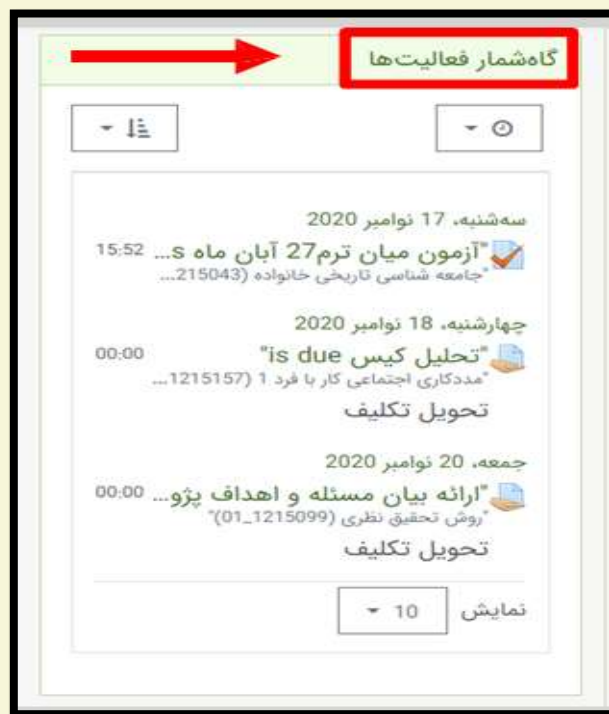 گاه‌شمار فعالیت‌ها
سه‌شنبه، 17 نوامبر 2020
"آزمون میان ترم27 آبان ماه s... 15:52
"جامعه شناسی تاریخی خانواده (215043...
چهارشنبه، 18 نوامبر 2020
"تحلیل کیس is due" 00:00
"مددکاری اجتماعی کار با فرد 1 (1215157...
تحویل تکلیف
جمعه، 20 نوامبر 2020
"ارائه بیان مسئله و اهداف پژو... 00:00
"روش تحقیق نظری (1215099_01)"
تحویل تکلیف
نمایش 10